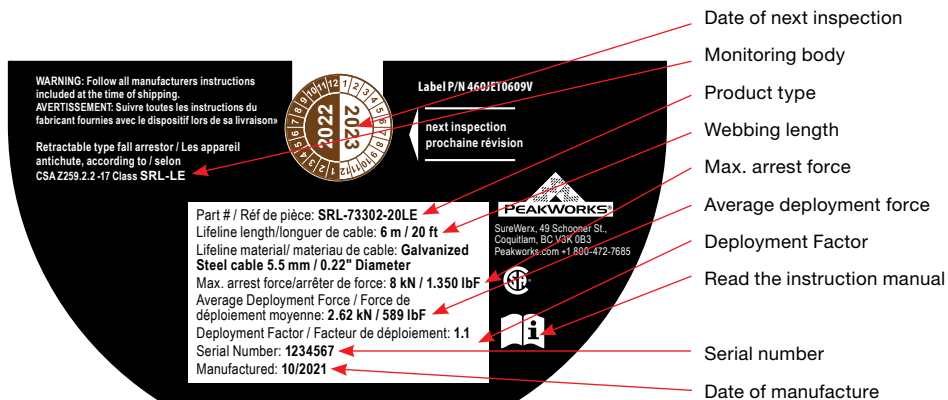 WARNING: Follow all manufacturers instructions
included at the time of shipping.
AVERTISSEMENT: Suivre toutes les instructions du
fabricant fournies avec le dispositif lors de sa livraison»
Retractable type fall arrestor / Les appareil
antichute, according to / selon
CSA Z259.2.2 -17 Class SRL-LE
2022
2023
1 2 3 4 5 6 7 8 9 10 11 12
1 2 3 4 5 6 7 8 9 10 11 12
Label P/N 460JET0609V
next inspection
prochaine révision
Part # / Réf de pièce: SRL-73302-20LE
Lifeline length/longuer de cable: 6 m / 20 ft
Lifeline material/ materiau de cable: Galvanized
Steel cable 5.5 mm / 0.22" Diameter
Max. arrest force/arrêter de force: 8 kN / 1.350 lbF
Average Deployment Force / Force de
déploiement moyenne: 2.62 kN / 589 lbF
Deployment Factor / Facteur de déploiement: 1.1
Serial Number: 1234567
Manufactured: 10/2021
PEAKWORKS®
SureWerx, 49 Schooner St.,
Coquitlam, BC V3K 0B3
Peakworks.com +1 800-472-7685
Date of next inspection
Monitoring body
Product type
Webbing length
Max. arrest force
Average deployment force
Deployment Factor
Read the instruction manual
Serial number
Date of manufacture